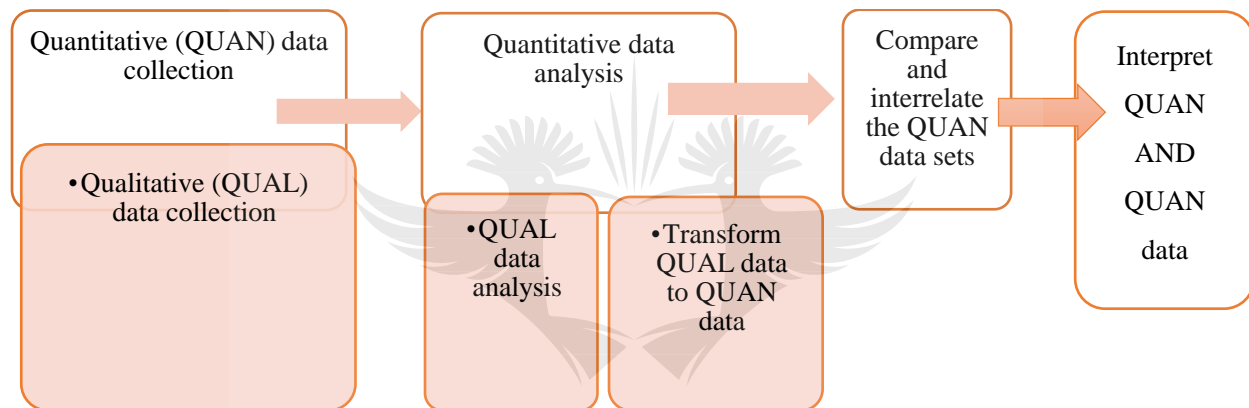 Quantitative (QUAN) data
collection
•Qualitative (QUAL)
data collection
Quantitative data
analysis
•QUAL
data
analysis
•Transform
QUAL data
to QUAN
data
Compare
and
interrelate
the QUAN
data sets
Interpret
QUAN
AND
QUAN
data